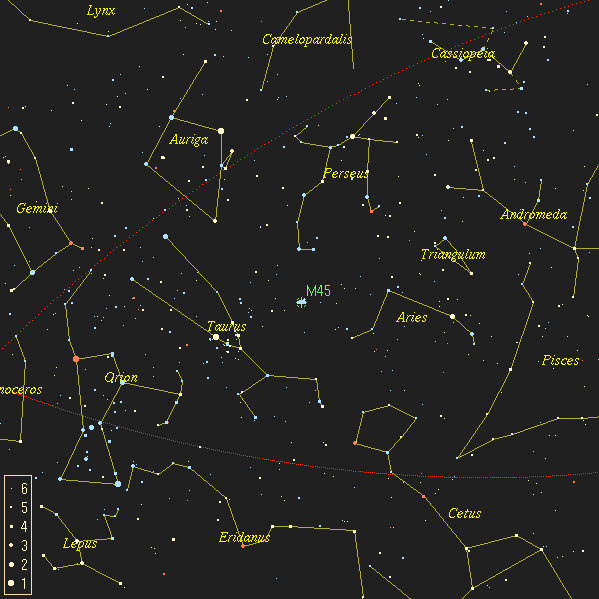 Lynx
Camelopardalis
Cassiopeia
Auriga
Perseus
Gemini
Andromeda
Triangulum
M45
Aries
Taurus
Pisces
Orion
noceros
Cetus
Eridanus
Lepus
6
5
4
3
2
1